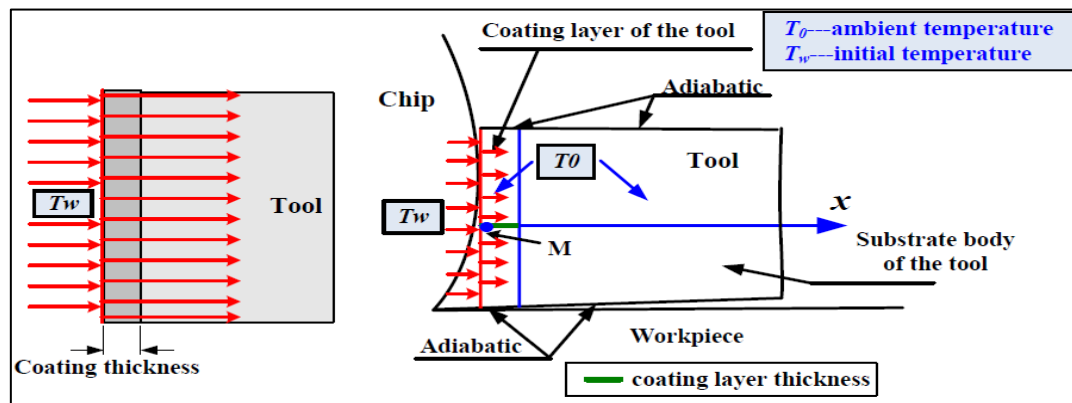 Tw
Tool
Coating thickness
Coating layer of the tool
T0---ambient temperature
Tw---initial temperature
Chip
Adiabatic
T0
Tool
Tw
M
x
Substrate body
of the tool
Adiabatic
Workpiece
coating layer thickness